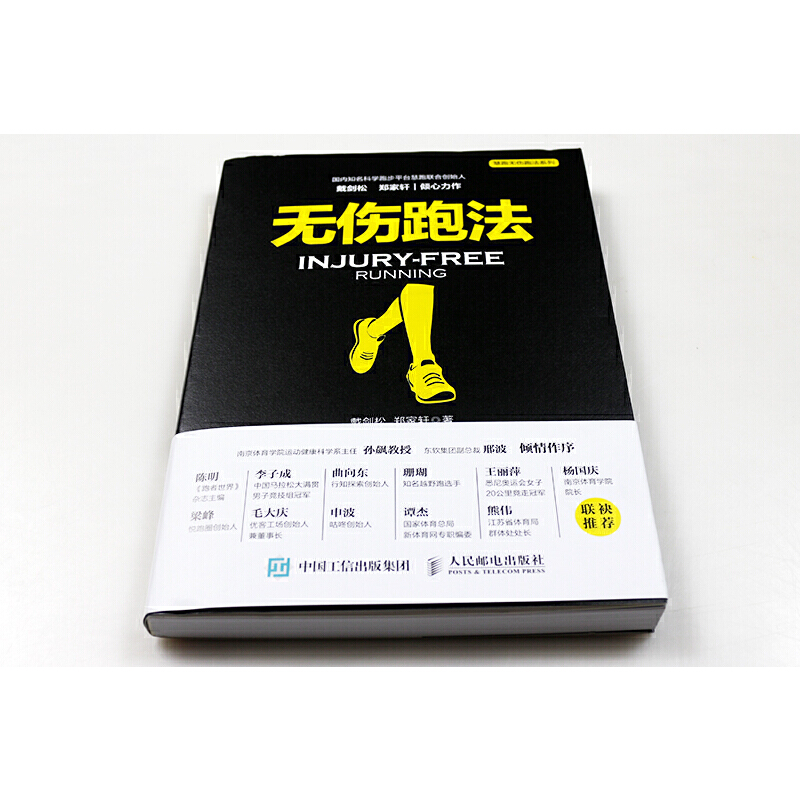 慧跑无伤跑法系列
国内知名科学跑步平台慧跑联合创始人
戴剑松 郑家轩 | 倾心力作
无伤跑法
INJURY-FREE
RUNNING
戴剑松 郑家轩◎著
南京体育学院运动健康科学系主任 孙飙教授 东软集团副总裁 邢波 倾情作序
陈明
《跑者世界》
杂志主编
李子成
中国马拉松大满贯
男子竞技组冠军
曲向东
行知探索创始人
珊瑚
知名越野跑选手
王丽萍
悉尼奥运会女子
20公里竞走冠军
杨国庆
南京体育学院
院长
梁峰
悦跑圈创始人
毛大庆
优客工场创始人
兼董事长
申波
咕咚创始人
谭杰
国家体育总局
新体育网专职编委
熊伟
江苏省体育局
群体处处长
联袂
推荐
中国工信出版集团
人民邮电出版社
POSTS & TELECOM PRESS